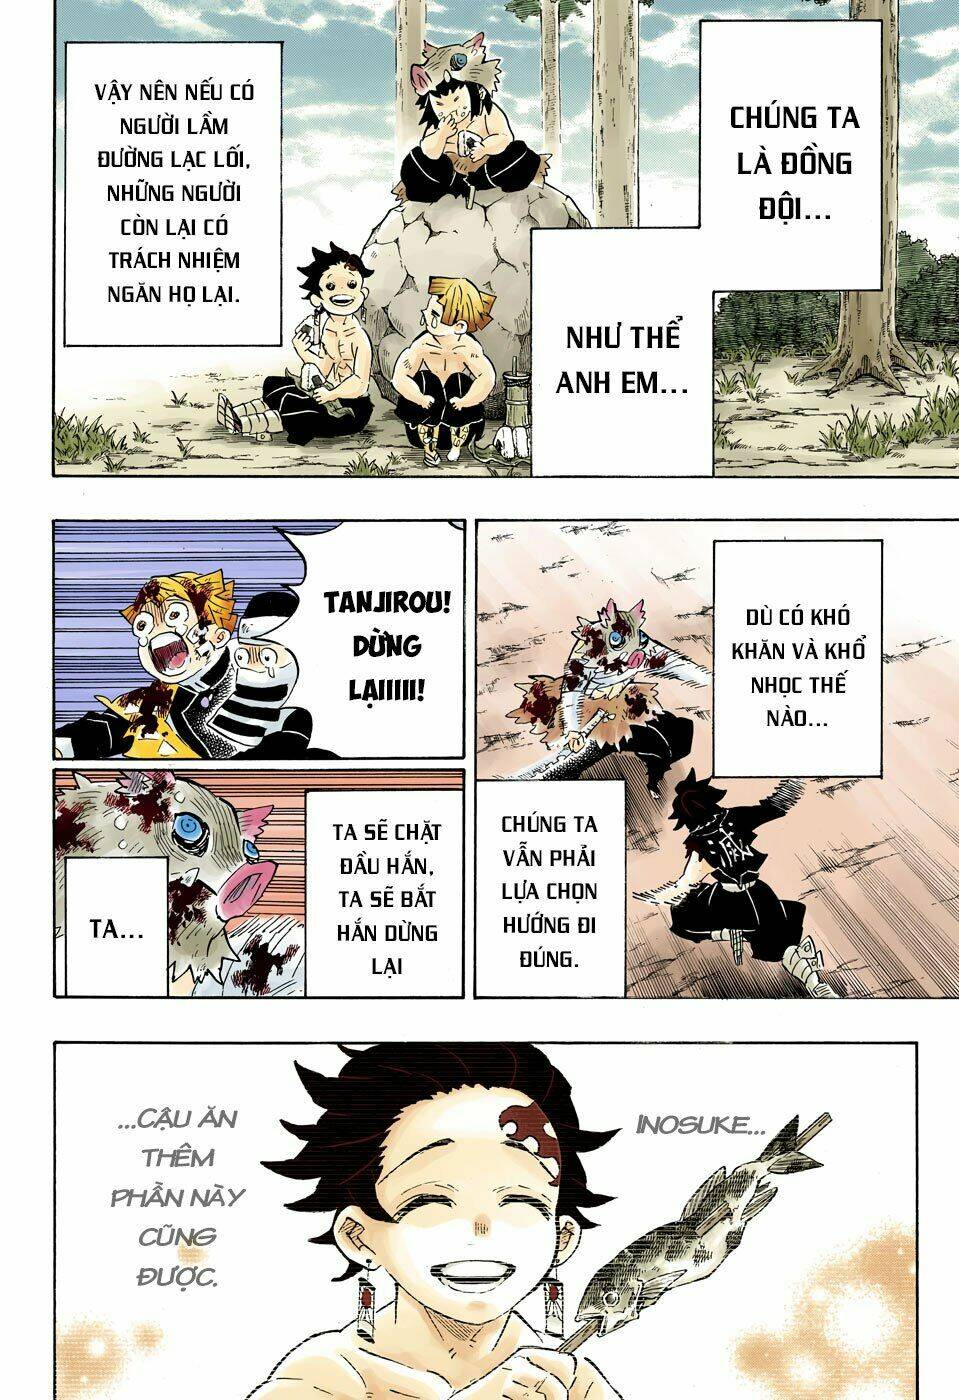 CHÚNG TA
LÀ ĐỒNG
ĐỘI...
NHƯ THỂ
ANH EM...
VẬY NÊN NẾU CÓ
NGƯỜI LẦM
ĐƯỜNG LẠC LỐI,
NHỮNG NGƯỜI
CÒN LẠI CÓ
TRÁCH NHIỆM
NGĂN HỌ LẠI.
DÙ CÓ KHÓ
KHĂN VÀ KHỔ
NHỌC THẾ
NÀO...
CHÚNG TA
VẪN PHẢI
LỰA CHỌN
HƯỚNG ĐI
ĐÚNG.
TANJIROU!
DỪNG
LẠIIIII!
TA SẼ CHẶT
ĐẦU HẮN,
TA SẼ BẮT
HẮN DỪNG
LẠI
TA...
INOSUKE...
...CẬU ĂN
THÊM
PHẦN NÀY
CŨNG
ĐƯỢC.